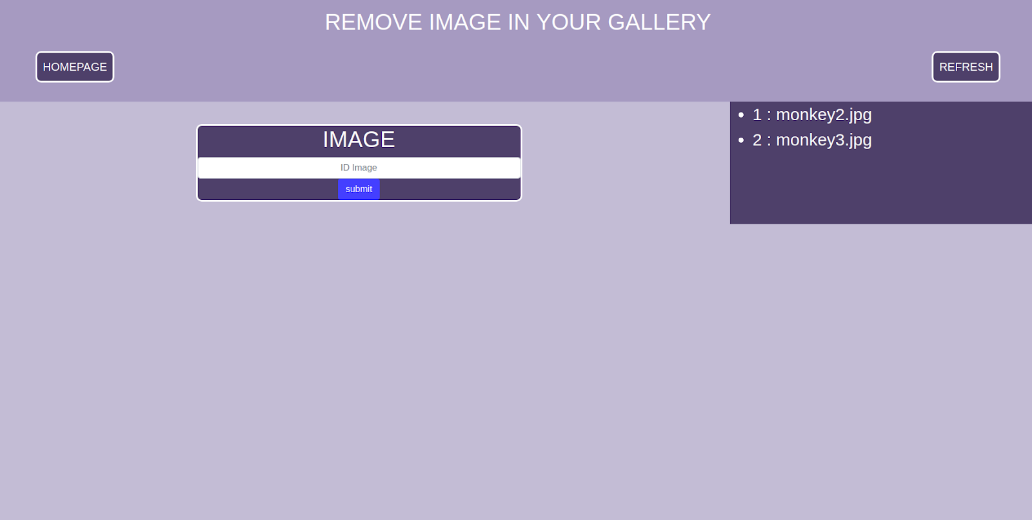 REMOVE IMAGE IN YOUR GALLERY
HOMEPAGE
REFRESH
1 : monkey2.jpg
2 : monkey3.jpg
IMAGE
ID Image
submit